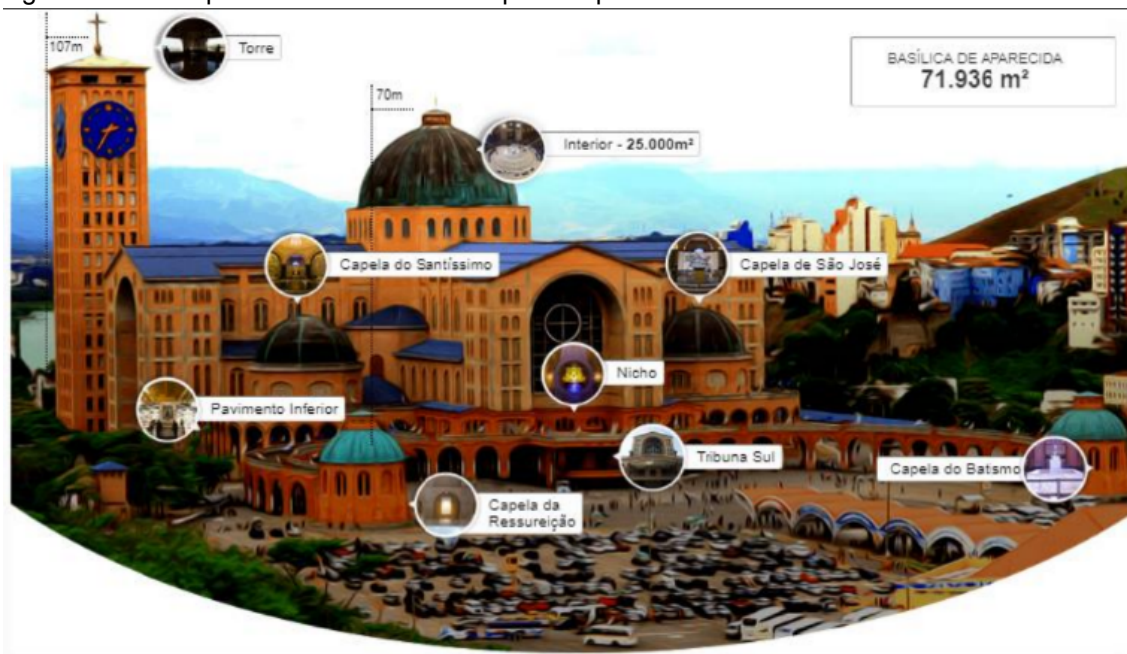 107m
Torre
70m
BASÍLICA DE APARECIDA
71.936 m²
Interior - 25.000m²
Capela do Santíssimo
Capela de São José
Nicho
Pavimento Inferior
Tribuna Sul
Capela do Batismo
Capela da
Ressureição